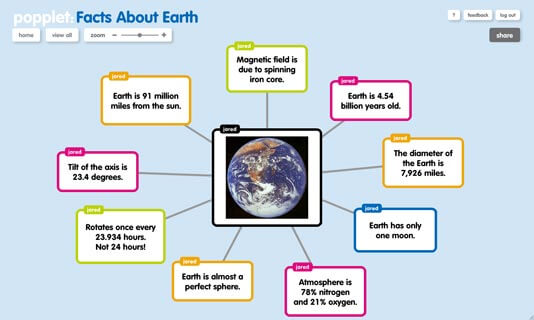 popplet: Facts About Earth
? feedback log out
home view all zoom − +
share
jared
Magnetic field is
due to spinning
iron core.
jared
Earth is 91 million
miles from the sun.
jared
Earth is 4.54
billion years old.
jared
jared
The diameter of
the Earth is
7,926 miles.
jared
Tilt of the axis is
23.4 degrees.
jared
Rotates once every
23.934 hours.
Not 24 hours!
jared
Earth has only
one moon.
jared
Earth is almost a
perfect sphere.
jared
Atmosphere is
78% nitrogen
and 21% oxygen.